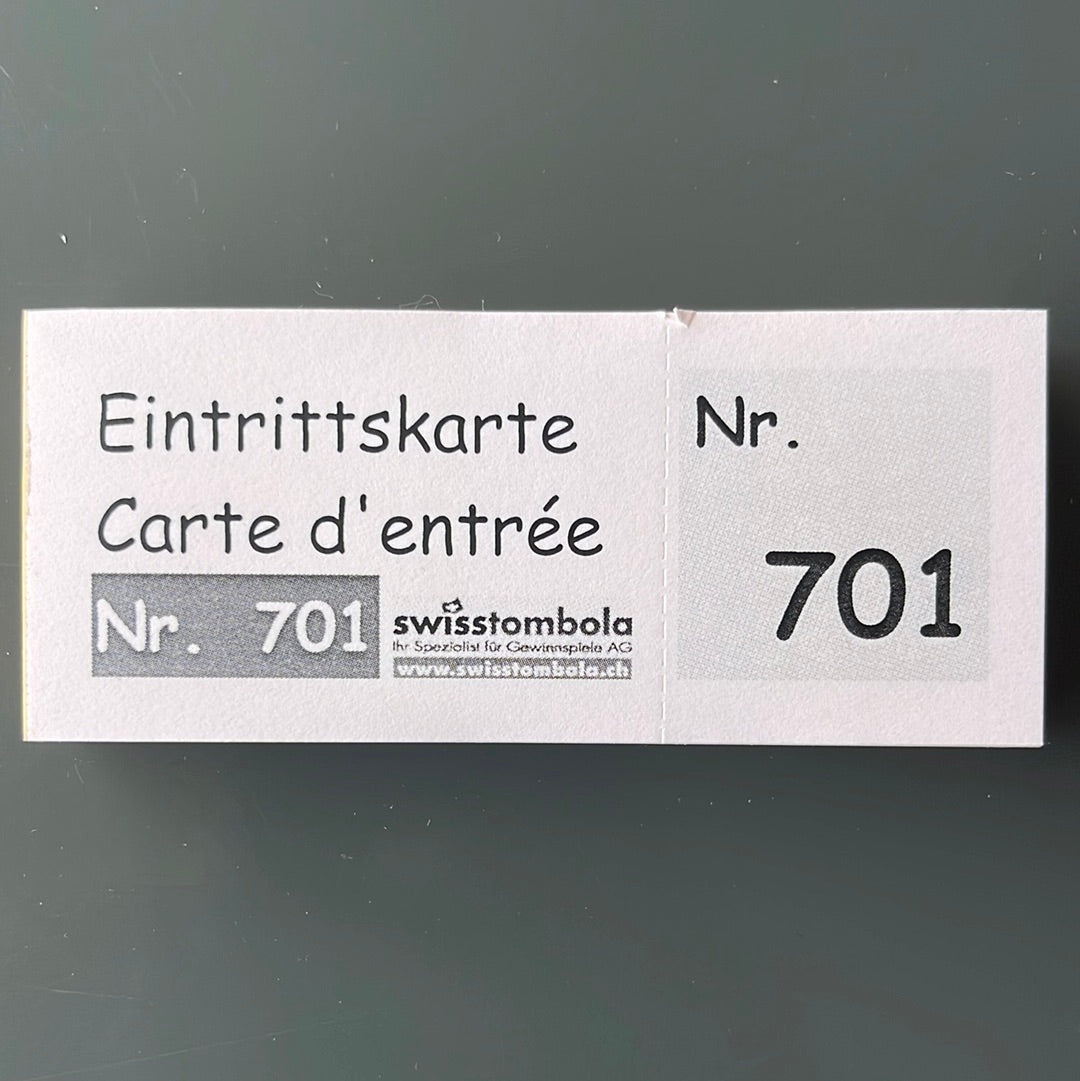 Eintrittskarte
Carte d'entrée
Nr. 701
swisstombola
Ihr Spezialist für Gewinnspiele AG
www.swisstombola.ch
Nr.
701